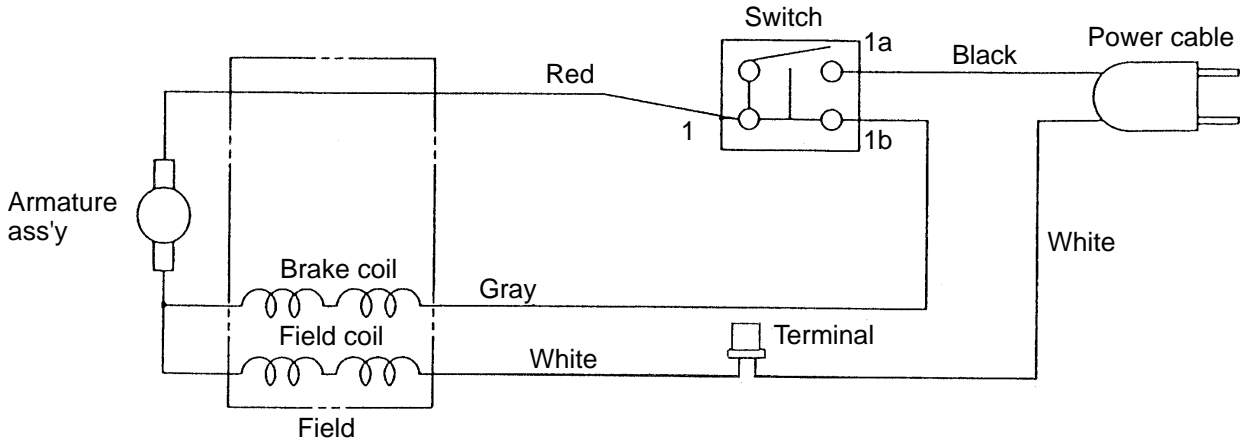 Switch
1a
Power cable
Black
Red
1
1b
Armature
ass'y
White
Brake coil
Gray
Field coil
Terminal
White
Field